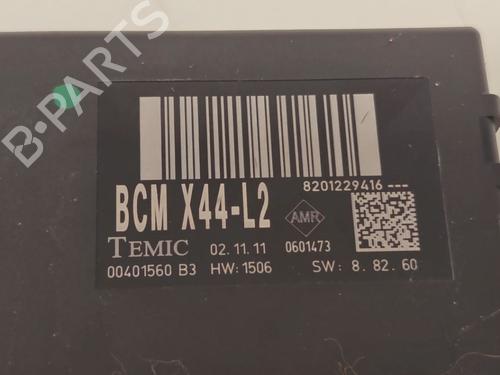 B-PARTS
8201229416 ---
BCM X44-L2
AMR
TEMIC 02.11.11 0601473
00401560 B3 HW:1506 SW: 8.82.60